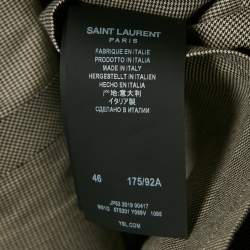 SAINT LAURENT
PARIS
FABRIQUE EN ITALIE
PRODOTTO IN ITALIA
MADE IN ITALY
HERGESTELLT IN ITALIEN
HECHO EN ITALIA
产地:意大利
イタリア製
СДЕЛАНО В ИТАЛИИ
46 175/92A
YSL.COM